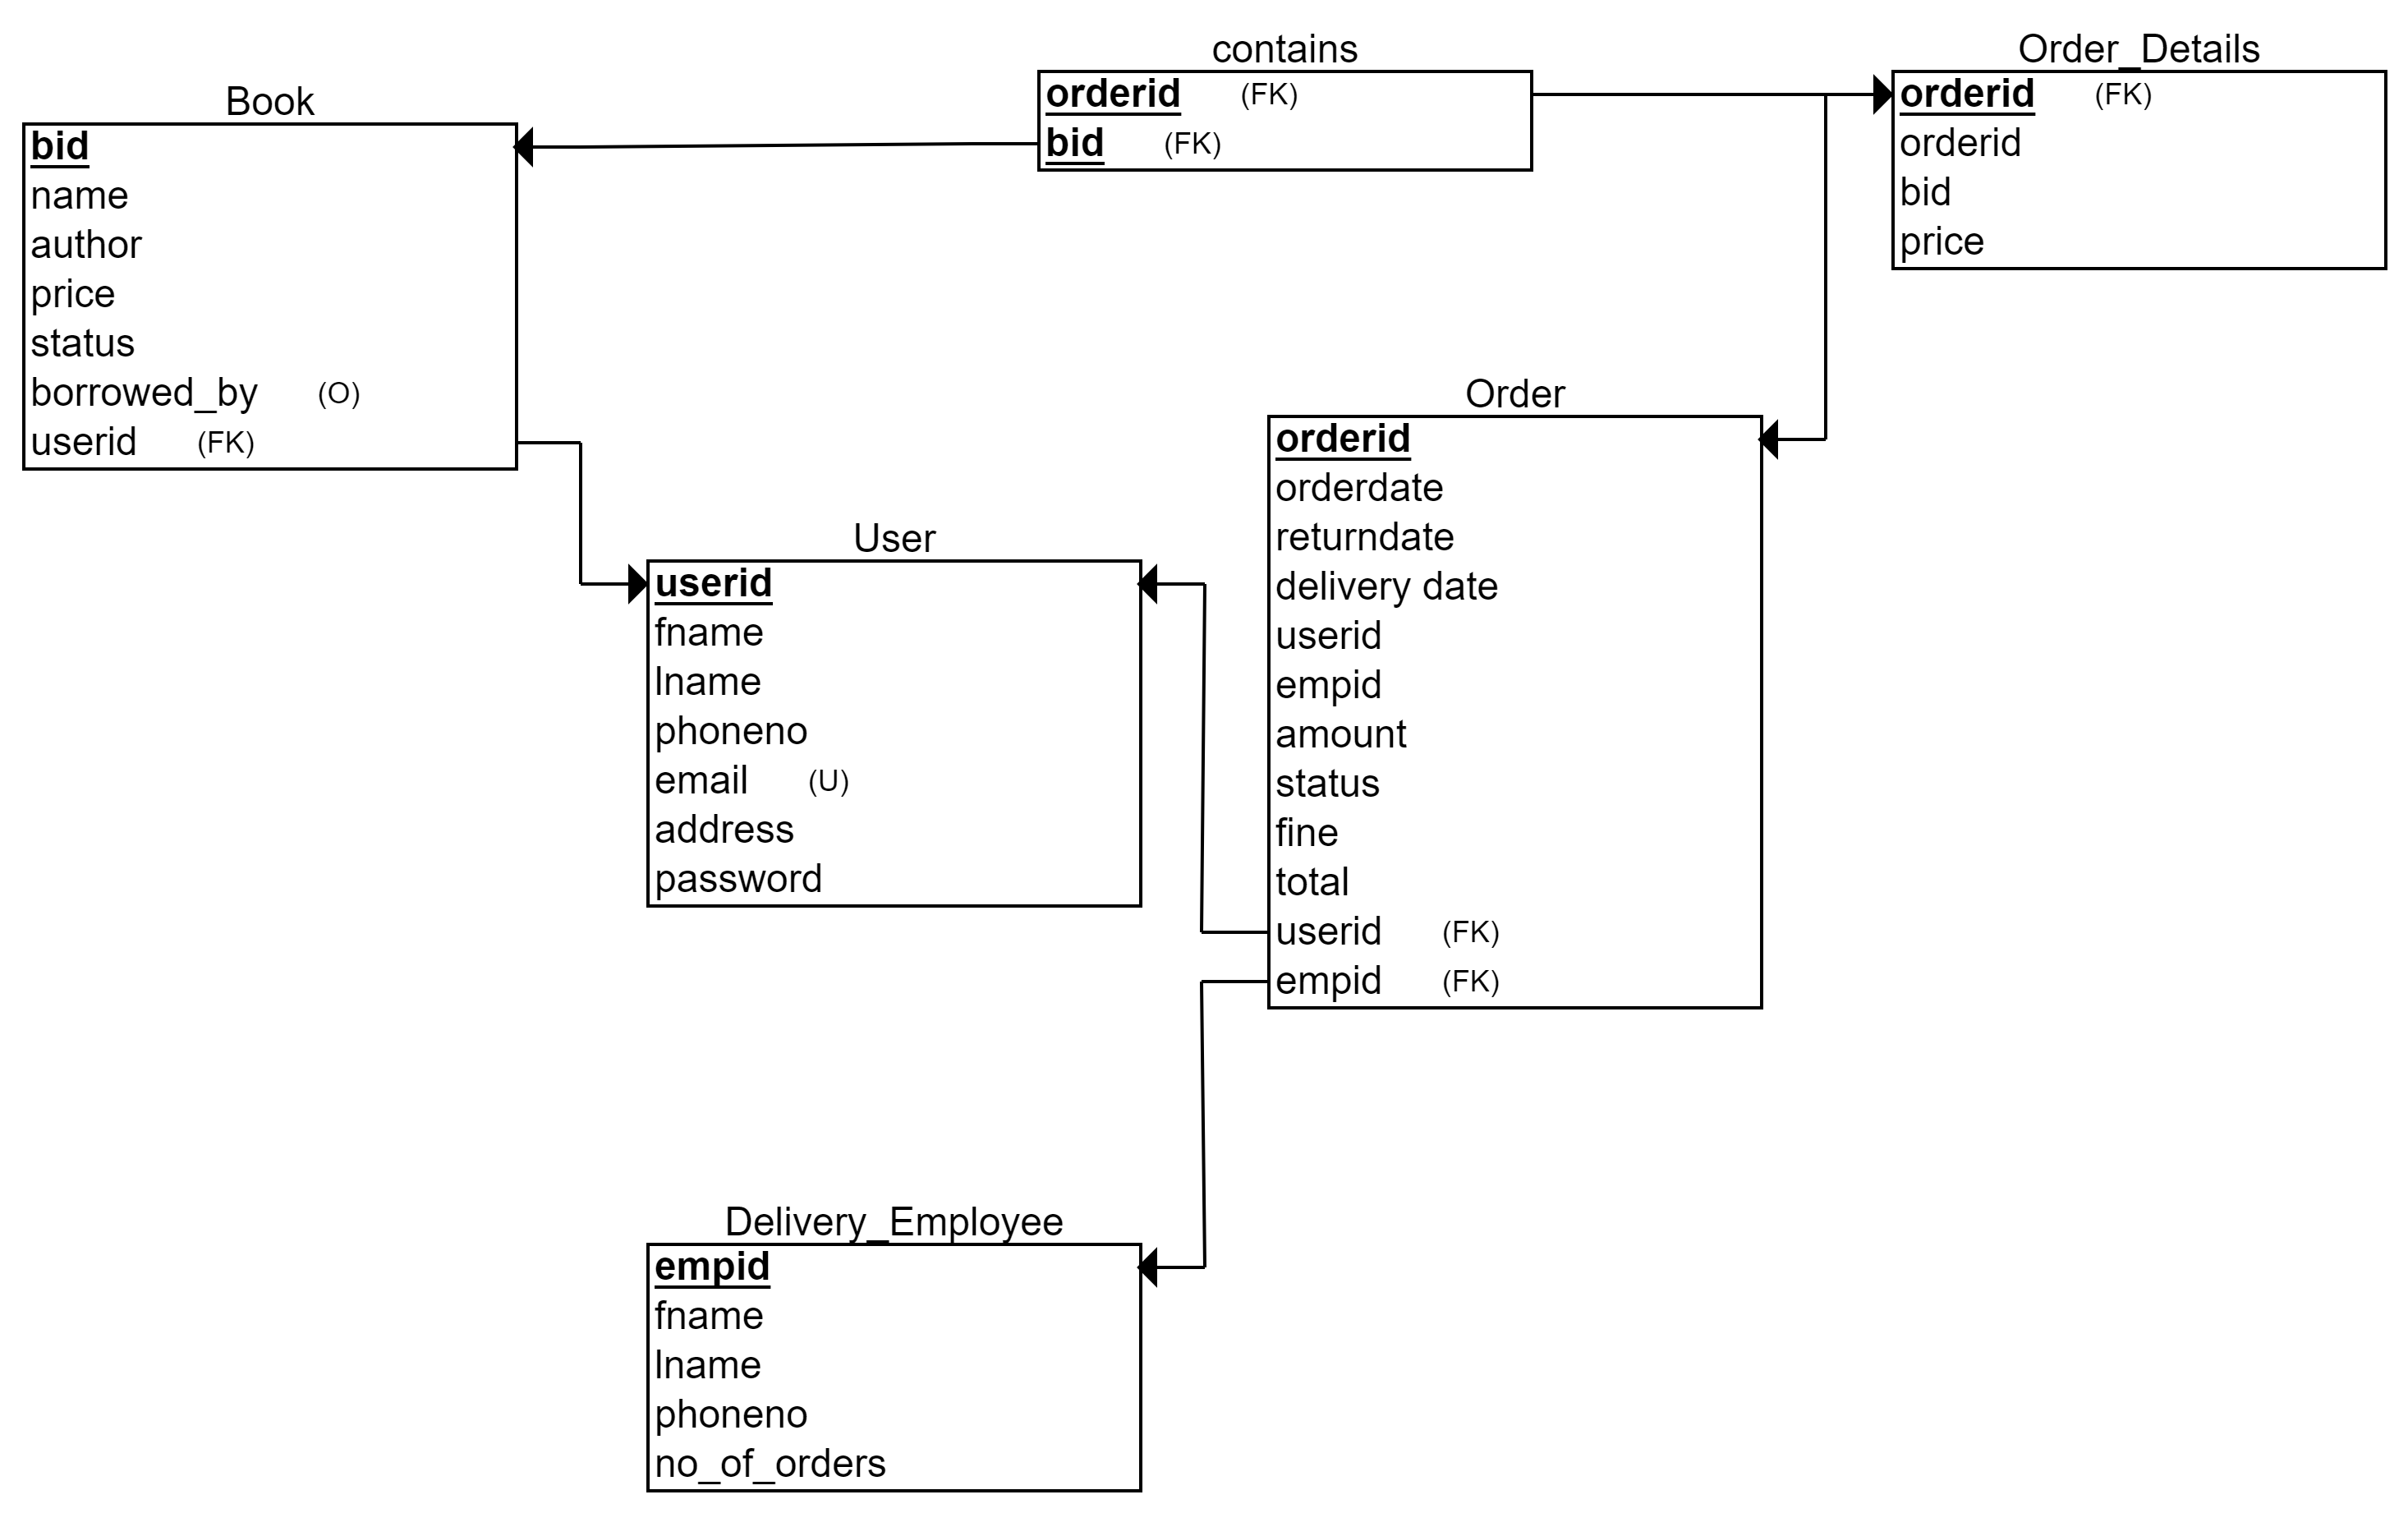 Book
bid
name
author
price
status
borrowed_by (O)
userid (FK)
contains
orderid (FK)
bid (FK)
Order_Details
orderid (FK)
orderid
bid
price
User
userid
fname
lname
phoneno
email (U)
address
password
Order
orderid
orderdate
returndate
delivery date
userid
empid
amount
status
fine
total
userid (FK)
empid (FK)
Delivery_Employee
empid
fname
lname
phoneno
no_of_orders